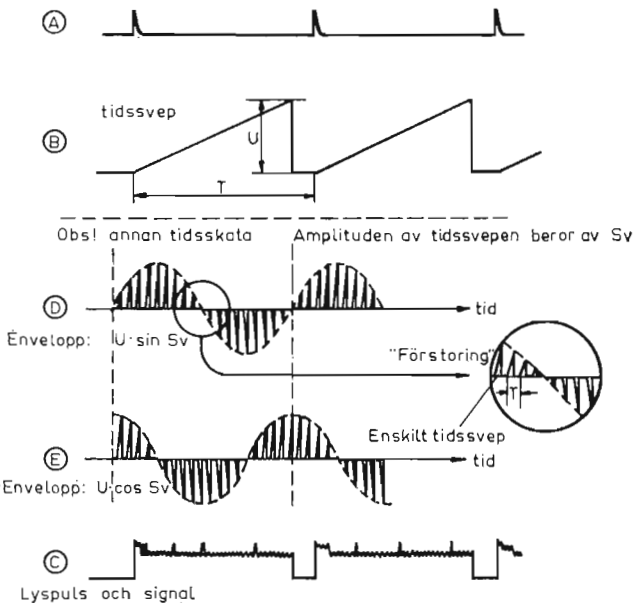 A
tidssvep
B
U
T
Obs! annan tidsskata
Amplituden av tidssvepen beror av Sv
D
tid
Envelopp: U·sin Sv
"Förstoring"
T
Enskilt tidssvep
E
tid
Envelopp: U·cos Sv
C
Lyspuls och signal